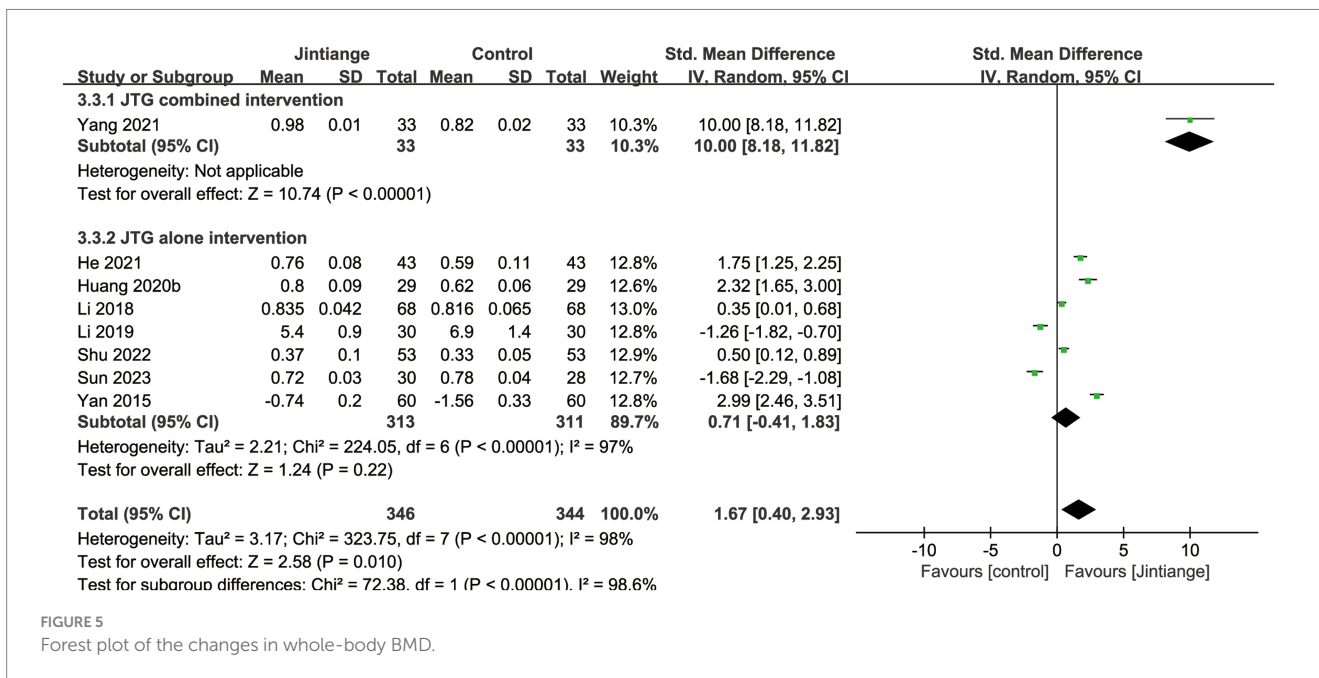 Jintiange Control Std. Mean Difference Std. Mean Difference
Study or Subgroup Mean SD Total Mean SD Total Weight IV, Random, 95% CI IV, Random, 95% CI
3.3.1 JTG combined intervention
Yang 2021 0.98 0.01 33 0.82 0.02 33 10.3% 10.00 [8.18, 11.82]
Subtotal (95% CI) 33 33 10.3% 10.00 [8.18, 11.82]
Heterogeneity: Not applicable
Test for overall effect: Z = 10.74 (P < 0.00001)
3.3.2 JTG alone intervention
He 2021 0.76 0.08 43 0.59 0.11 43 12.8% 1.75 [1.25, 2.25]
Huang 2020b 0.8 0.09 29 0.62 0.06 29 12.6% 2.32 [1.65, 3.00]
Li 2018 0.835 0.042 68 0.816 0.065 68 13.0% 0.35 [0.01, 0.68]
Li 2019 5.4 0.9 30 6.9 1.4 30 12.8% -1.26 [-1.82, -0.70]
Shu 2022 0.37 0.1 53 0.33 0.05 53 12.9% 0.50 [0.12, 0.89]
Sun 2023 0.72 0.03 30 0.78 0.04 28 12.7% -1.68 [-2.29, -1.08]
Yan 2015 -0.74 0.2 60 -1.56 0.33 60 12.8% 2.99 [2.46, 3.51]
Subtotal (95% CI) 313 311 89.7% 0.71 [-0.41, 1.83]
Heterogeneity: Tau² = 2.21; Chi² = 224.05, df = 6 (P < 0.00001); I² = 97%
Test for overall effect: Z = 1.24 (P = 0.22)
Total (95% CI) 346 344 100.0% 1.67 [0.40, 2.93]
Heterogeneity: Tau² = 3.17; Chi² = 323.75, df = 7 (P < 0.00001); I² = 98%
Test for overall effect: Z = 2.58 (P = 0.010)
Test for subgroup differences: Chi² = 72.38, df = 1 (P < 0.00001), I² = 98.6%
-10 -5 0 5 10
Favours [control] Favours [Jintiange]
FIGURE 5
Forest plot of the changes in whole-body BMD.